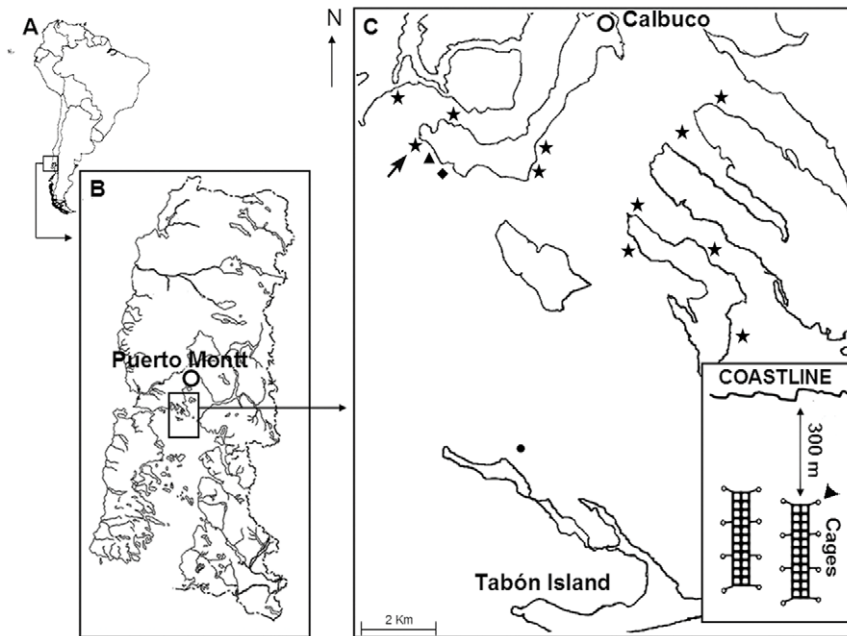 A
N
C
Calbuco
B
Puerto Montt
COASTLINE
300 m
Cages
Tabón Island
2 Km